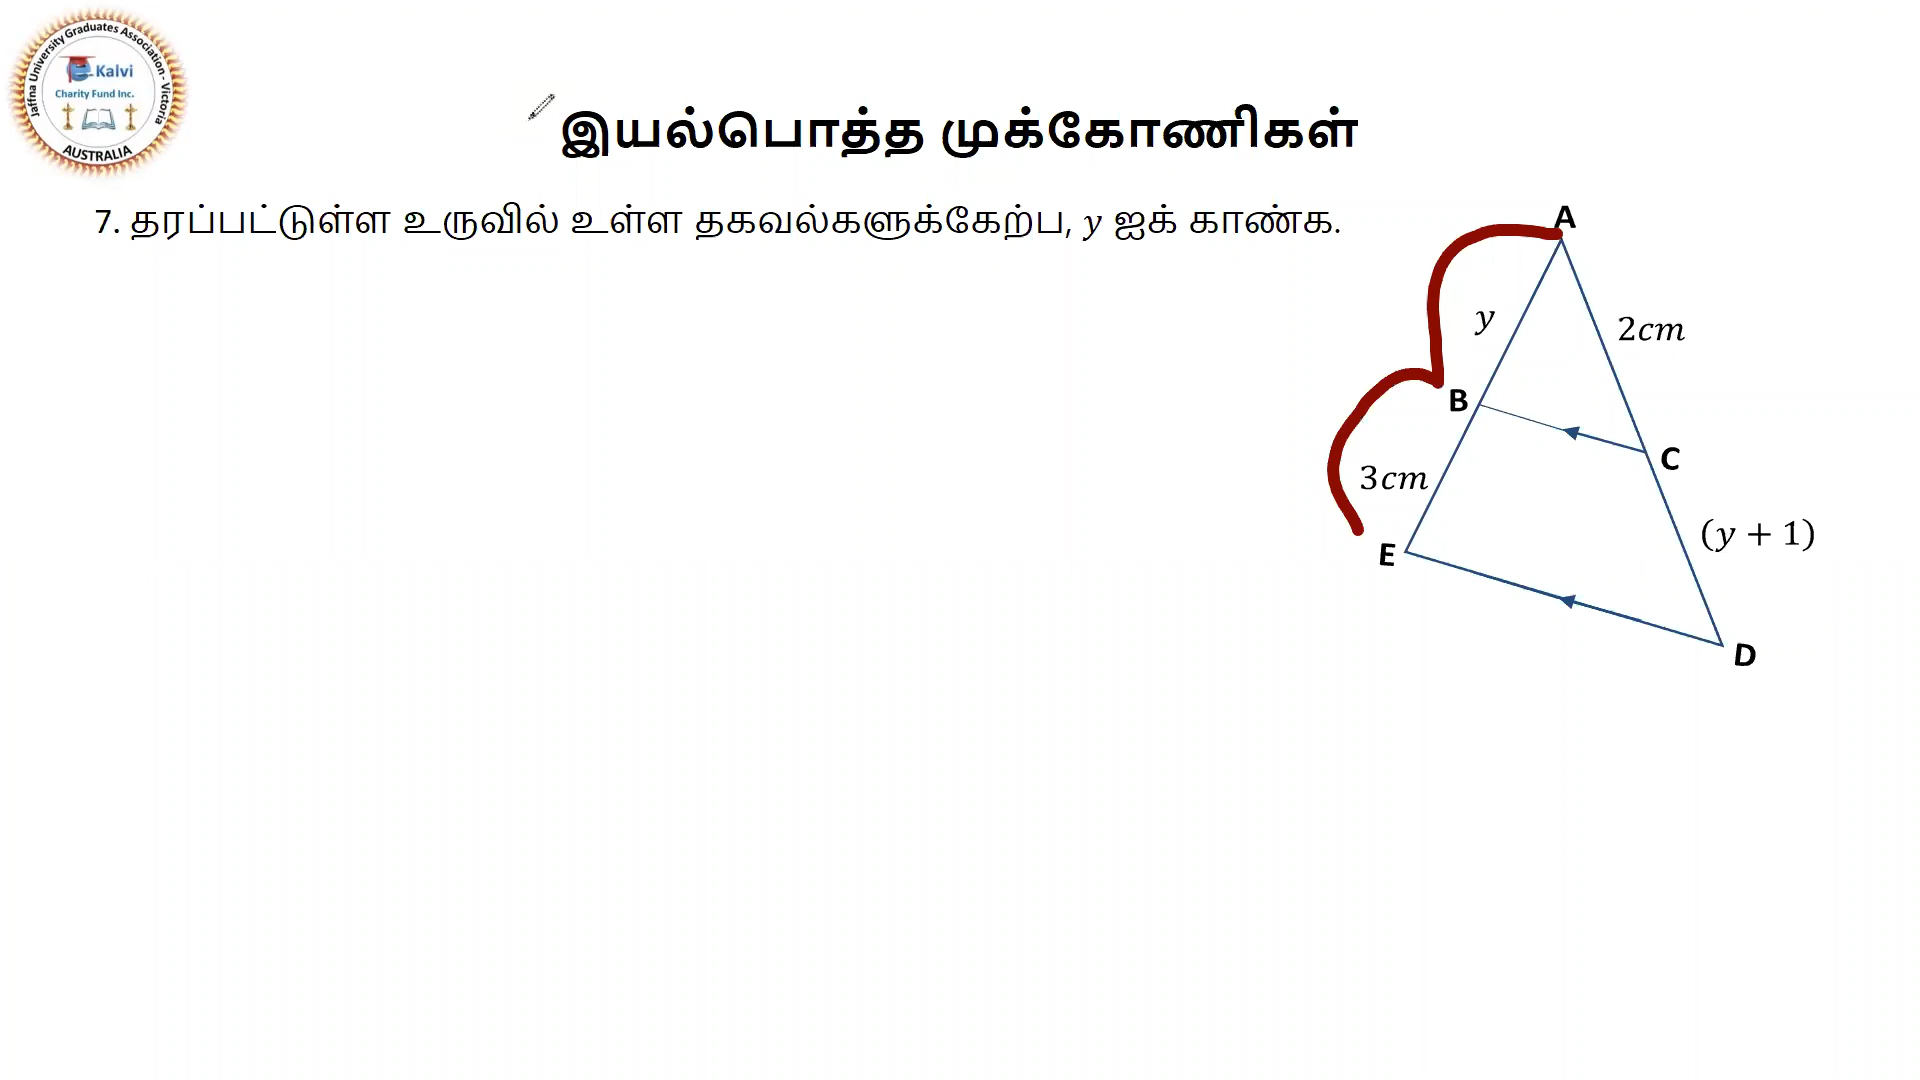 Jaffna University Graduates Association - Victoria
eKalvi
Charity Fund Inc.
AUSTRALIA
இயல்பொத்த முக்கோணிகள்
7. தரப்பட்டுள்ள உருவில் உள்ள தகவல்களுக்கேற்ப, y ஐக் காண்க.
A
y
2cm
B
C
3cm
(y + 1)
E
D